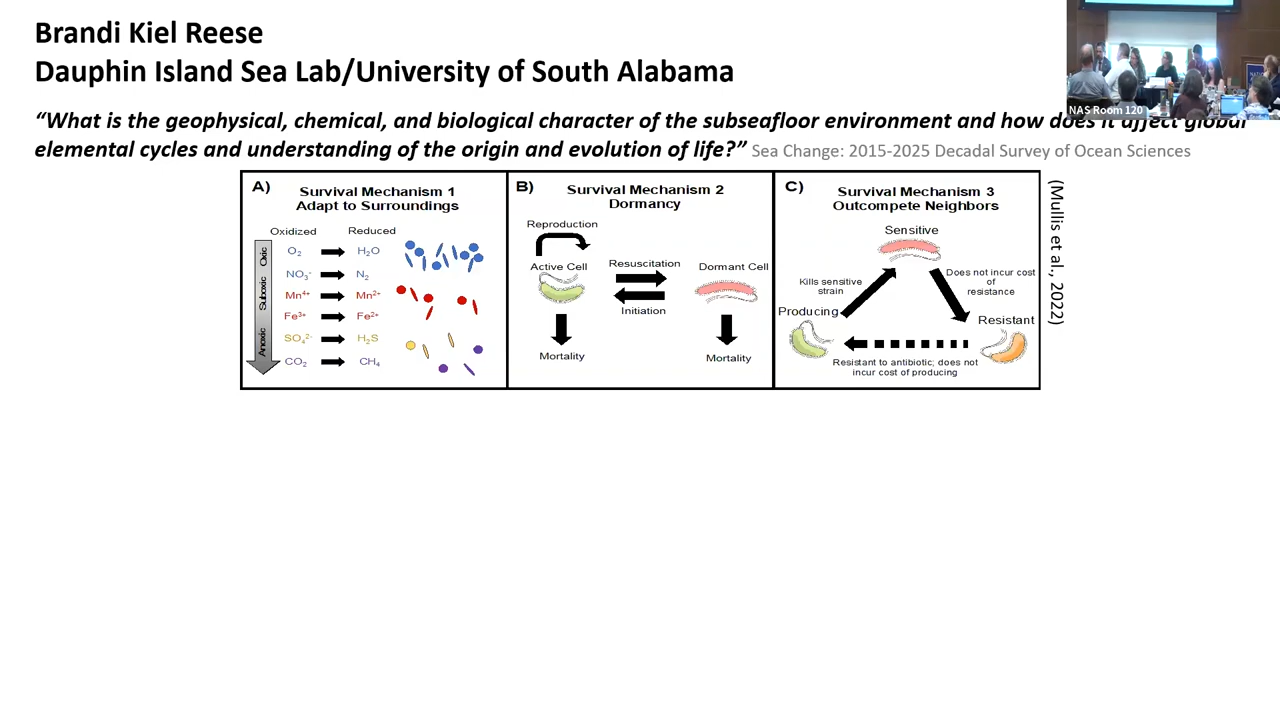 Brandi Kiel Reese
Dauphin Island Sea Lab/University of South Alabama
“What is the geophysical, chemical, and biological character of the subseafloor environment and how does it affect global
elemental cycles and understanding of the origin and evolution of life?” Sea Change: 2015-2025 Decadal Survey of Ocean Sciences
NAS Room 120
A)
Survival Mechanism 1
Adapt to Surroundings
Oxidized Reduced
Oxic
Suboxic
Anoxic
O₂ H₂O
NO₃⁻ N₂
Mn⁴⁺ Mn²⁺
Fe³⁺ Fe²⁺
SO₄²⁻ H₂S
CO₂ CH₄
B)
Survival Mechanism 2
Dormancy
Reproduction
Active Cell
Resuscitation
Dormant Cell
Initiation
Mortality
Mortality
C)
Survival Mechanism 3
Outcompete Neighbors
Sensitive
Kills sensitive
strain
Does not incur cost
of
resistance
Producing
Resistant
Resistant to antibiotic; does not
incur cost of producing
(Mullis et al., 2022)